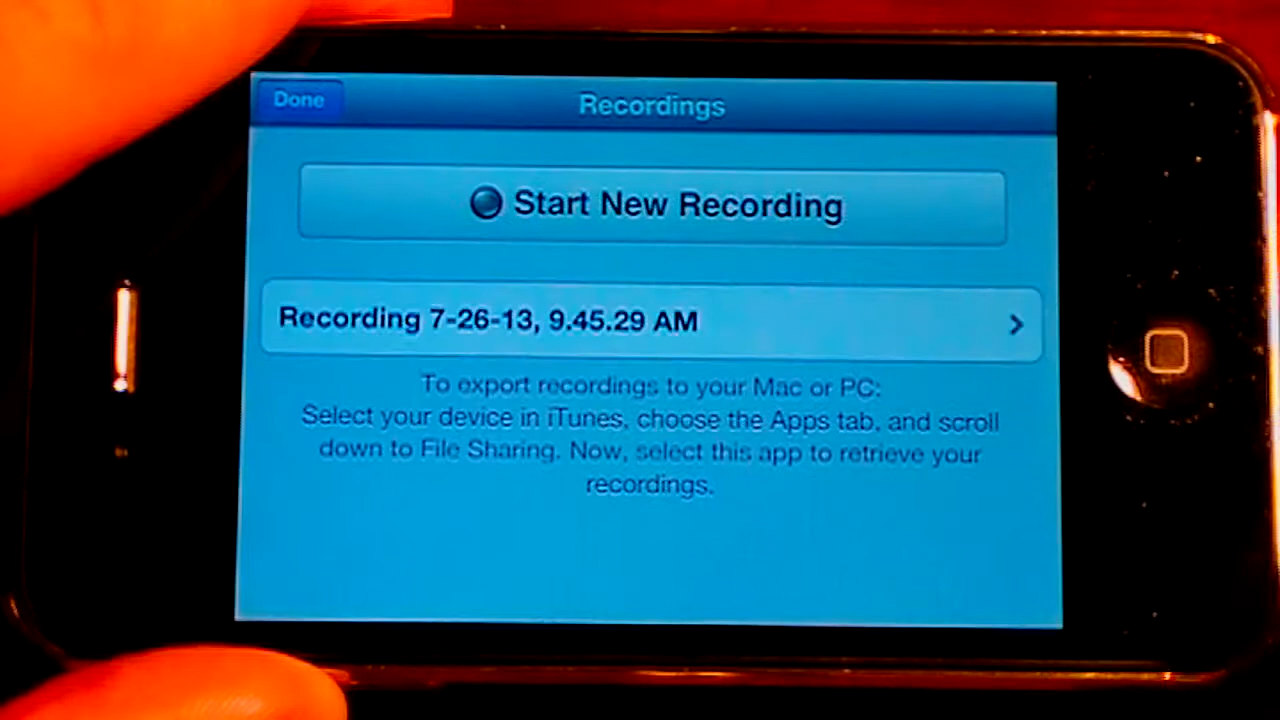 Done
Recordings
Start New Recording
Recording 7-26-13, 9.45.29 AM
To export recordings to your Mac or PC:
Select your device in iTunes, choose the Apps tab, and scroll
down to File Sharing. Now, select this app to retrieve your
recordings.